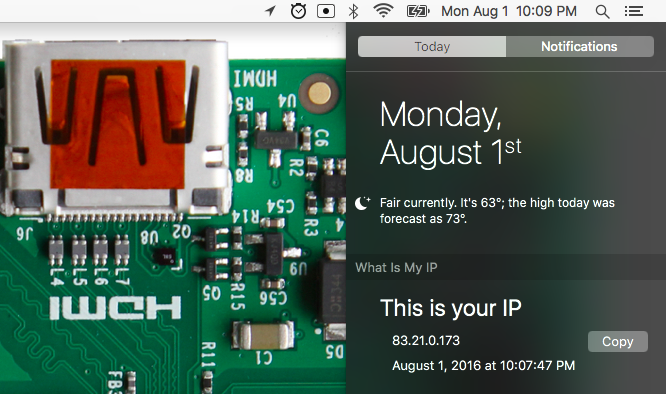 Mon Aug 1 10:09 PM
Today
Notifications
Monday,
August 1st
Fair currently. It's 63°; the high today was
forecast as 73°.
What Is My IP
This is your IP
83.21.0.173
Copy
August 1, 2016 at 10:07:47 PM
HDMI
R5
U4
C6
R8
R2
C54
R3
J6
Q2
R14
U8
L4
L5
L6
L7
U9
Q5
R15
C56
HDMI
C1
D5
R11
FB3